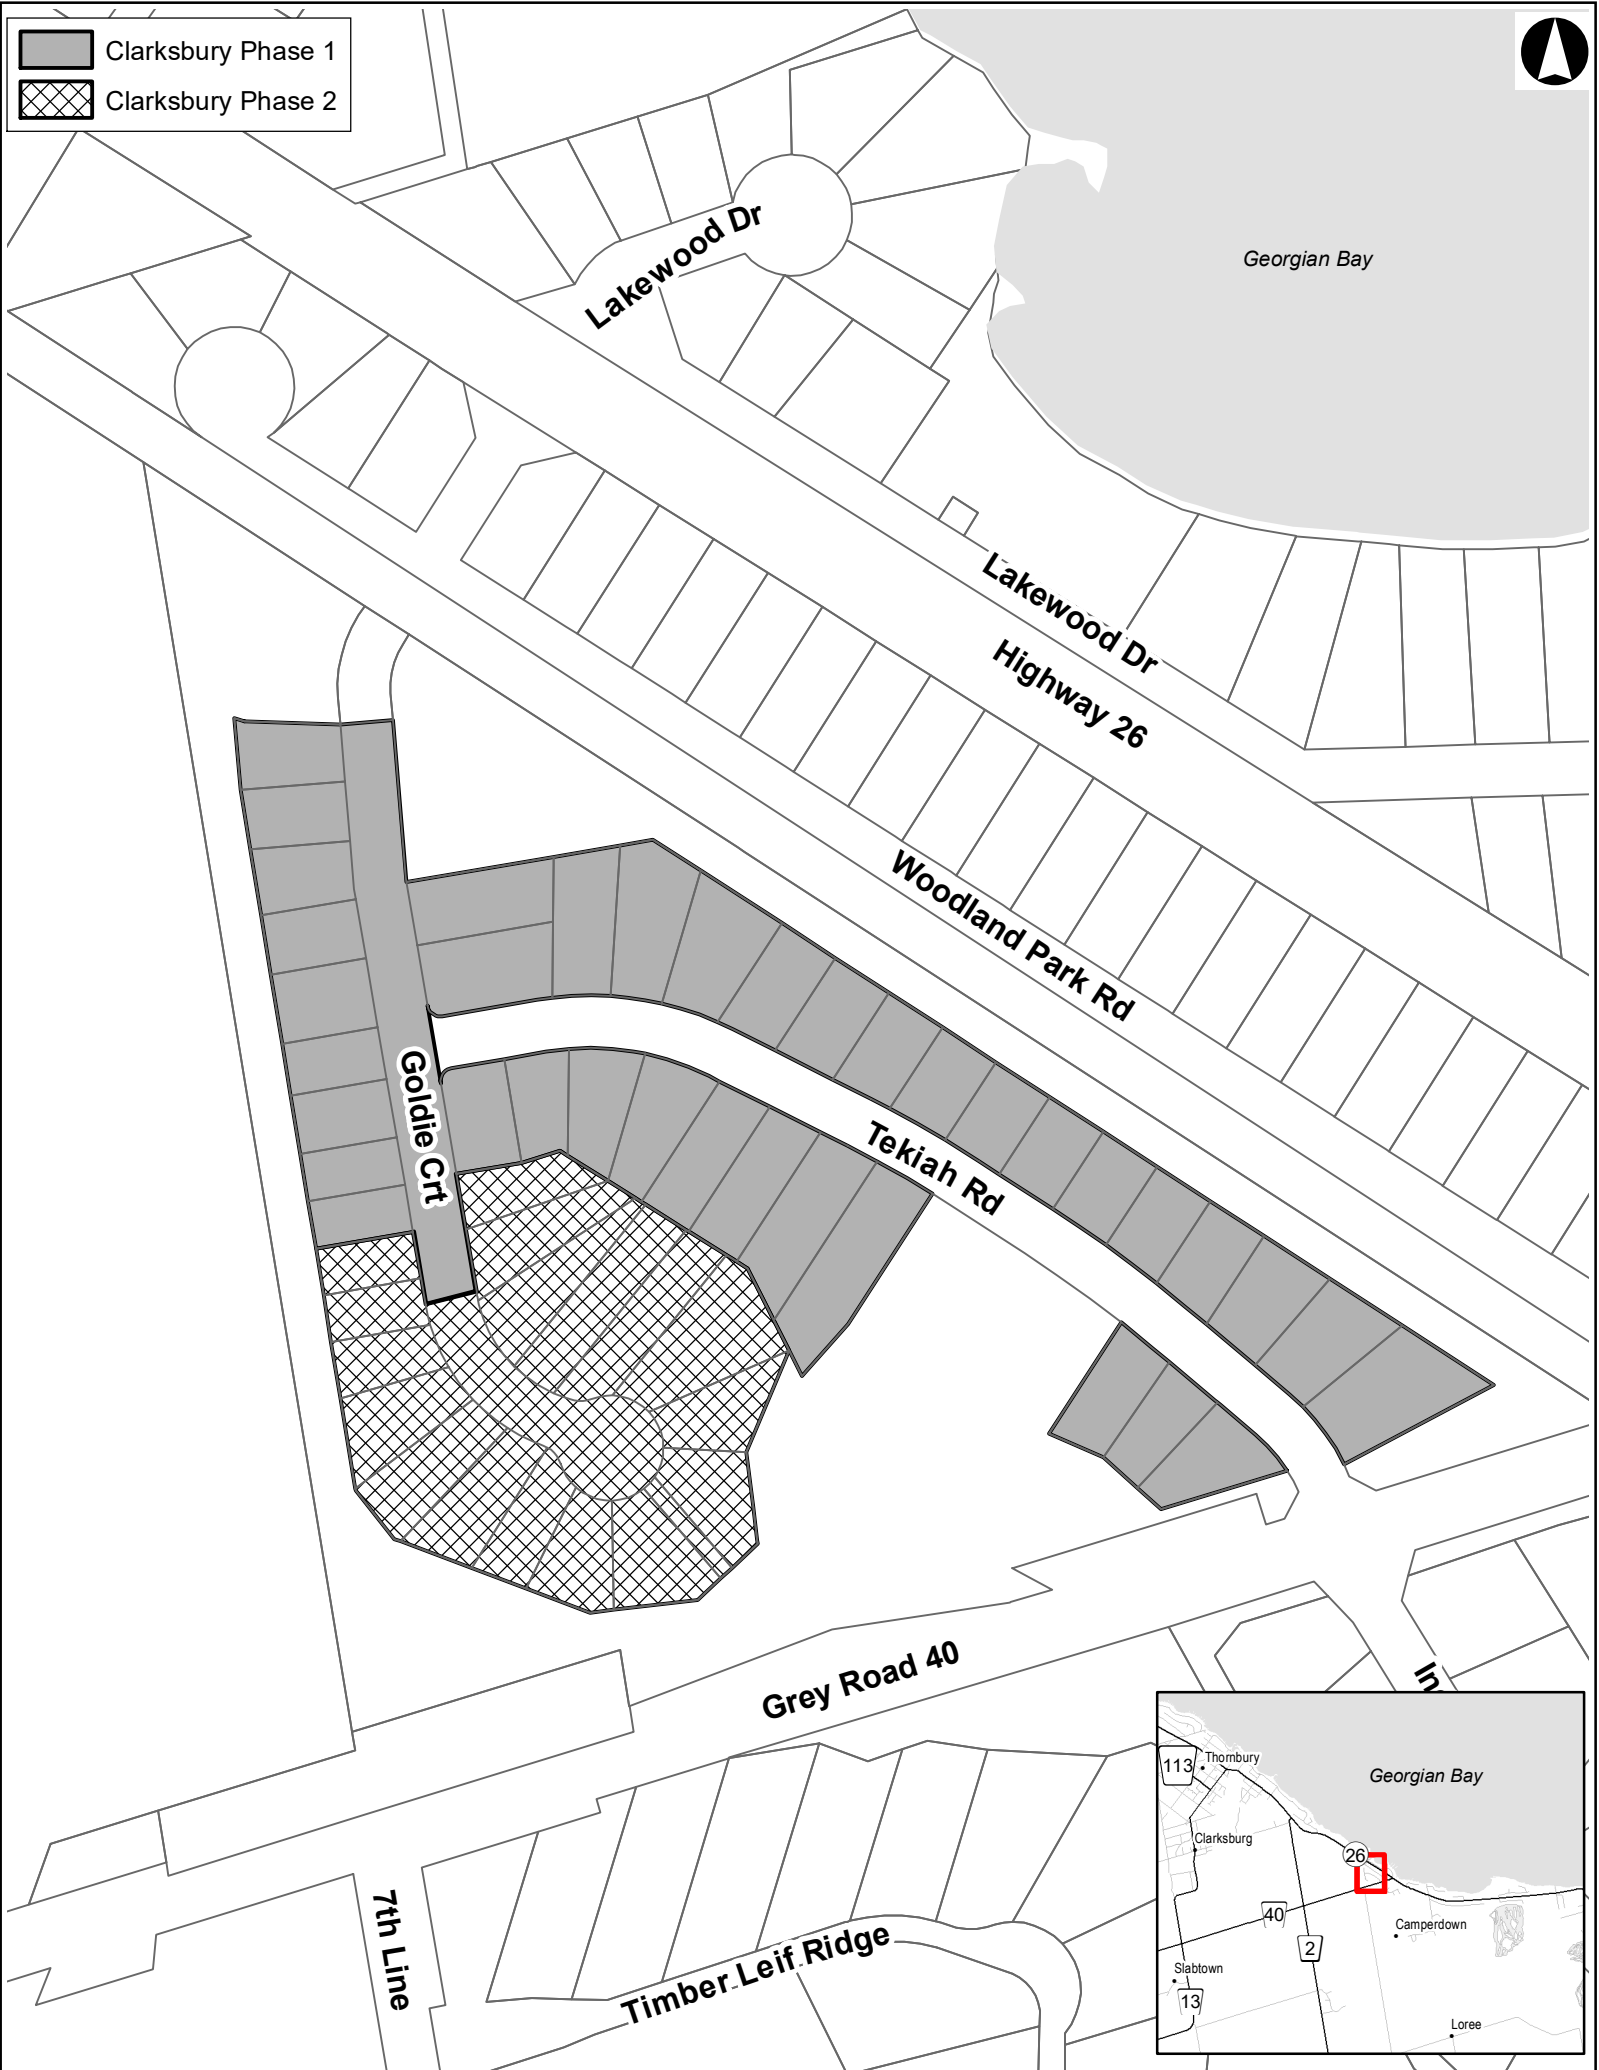 Clarksbury Phase 1
Clarksbury Phase 2
Georgian Bay
Lakewood Dr
Lakewood Dr
Highway 26
Woodland Park Rd
Goldie Crt
Tekiah Rd
Grey Road 40
7th Line
Timber Leif Ridge
113
Thornbury
Georgian Bay
Clarksburg
26
40
Camperdown
2
Slabtown
13
Loree